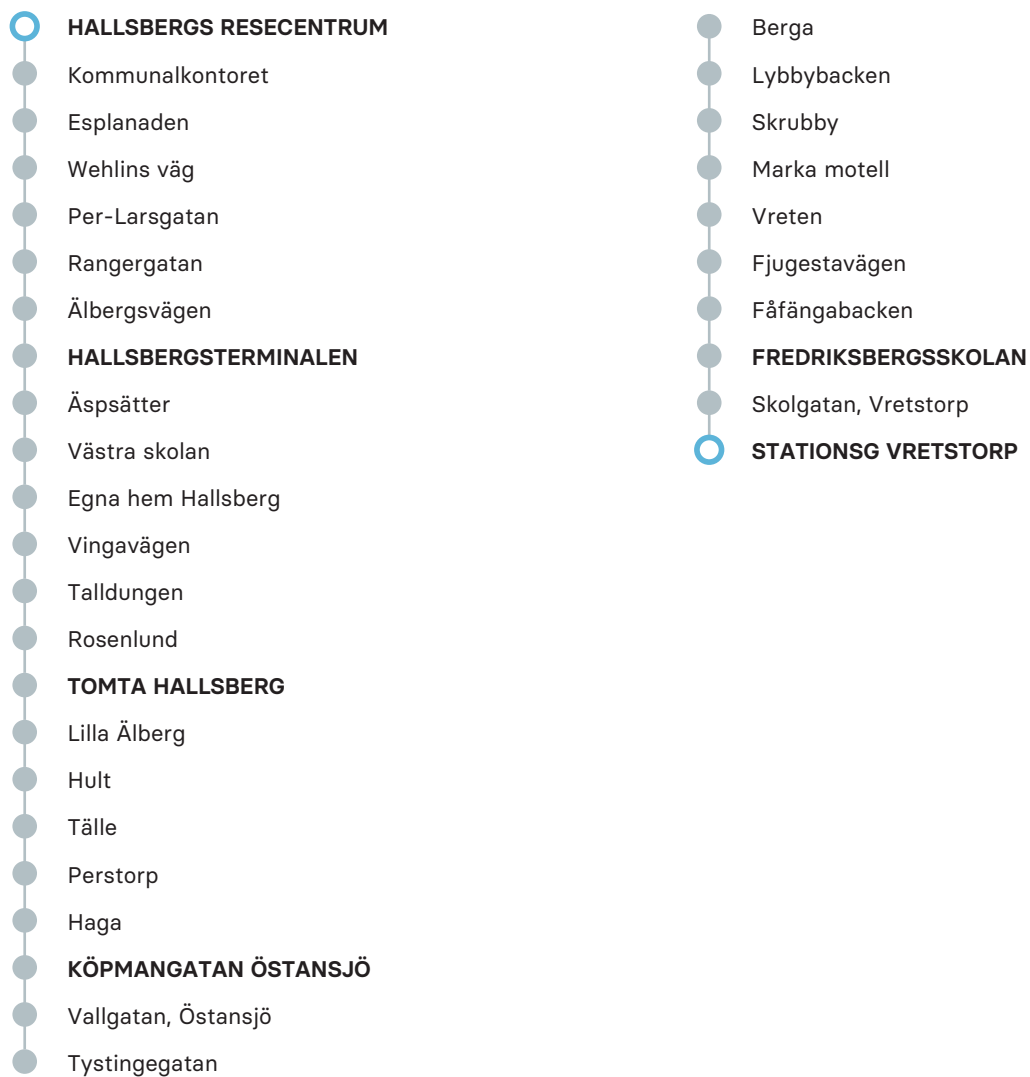 HALLSBERGS RESECENTRUM
Kommunalkontoret
Esplanaden
Wehlins väg
Per-Larsgatan
Rangergatan
Älbergsvägen
HALLSBERGSTERMINALEN
Äspsätter
Västra skolan
Egna hem Hallsberg
Vingavägen
Talldungen
Rosenlund
TOMTA HALLSBERG
Lilla Älberg
Hult
Tälle
Perstorp
Haga
KÖPMANGATAN ÖSTANSJÖ
Vallgatan, Östansjö
Tystingegatan
Berga
Lybbybacken
Skrubby
Marka motell
Vreten
Fjugestavägen
Fåfängabacken
FREDRIKSBERGSSKOLAN
Skolgatan, Vretstorp
STATIONSG VRETSTORP